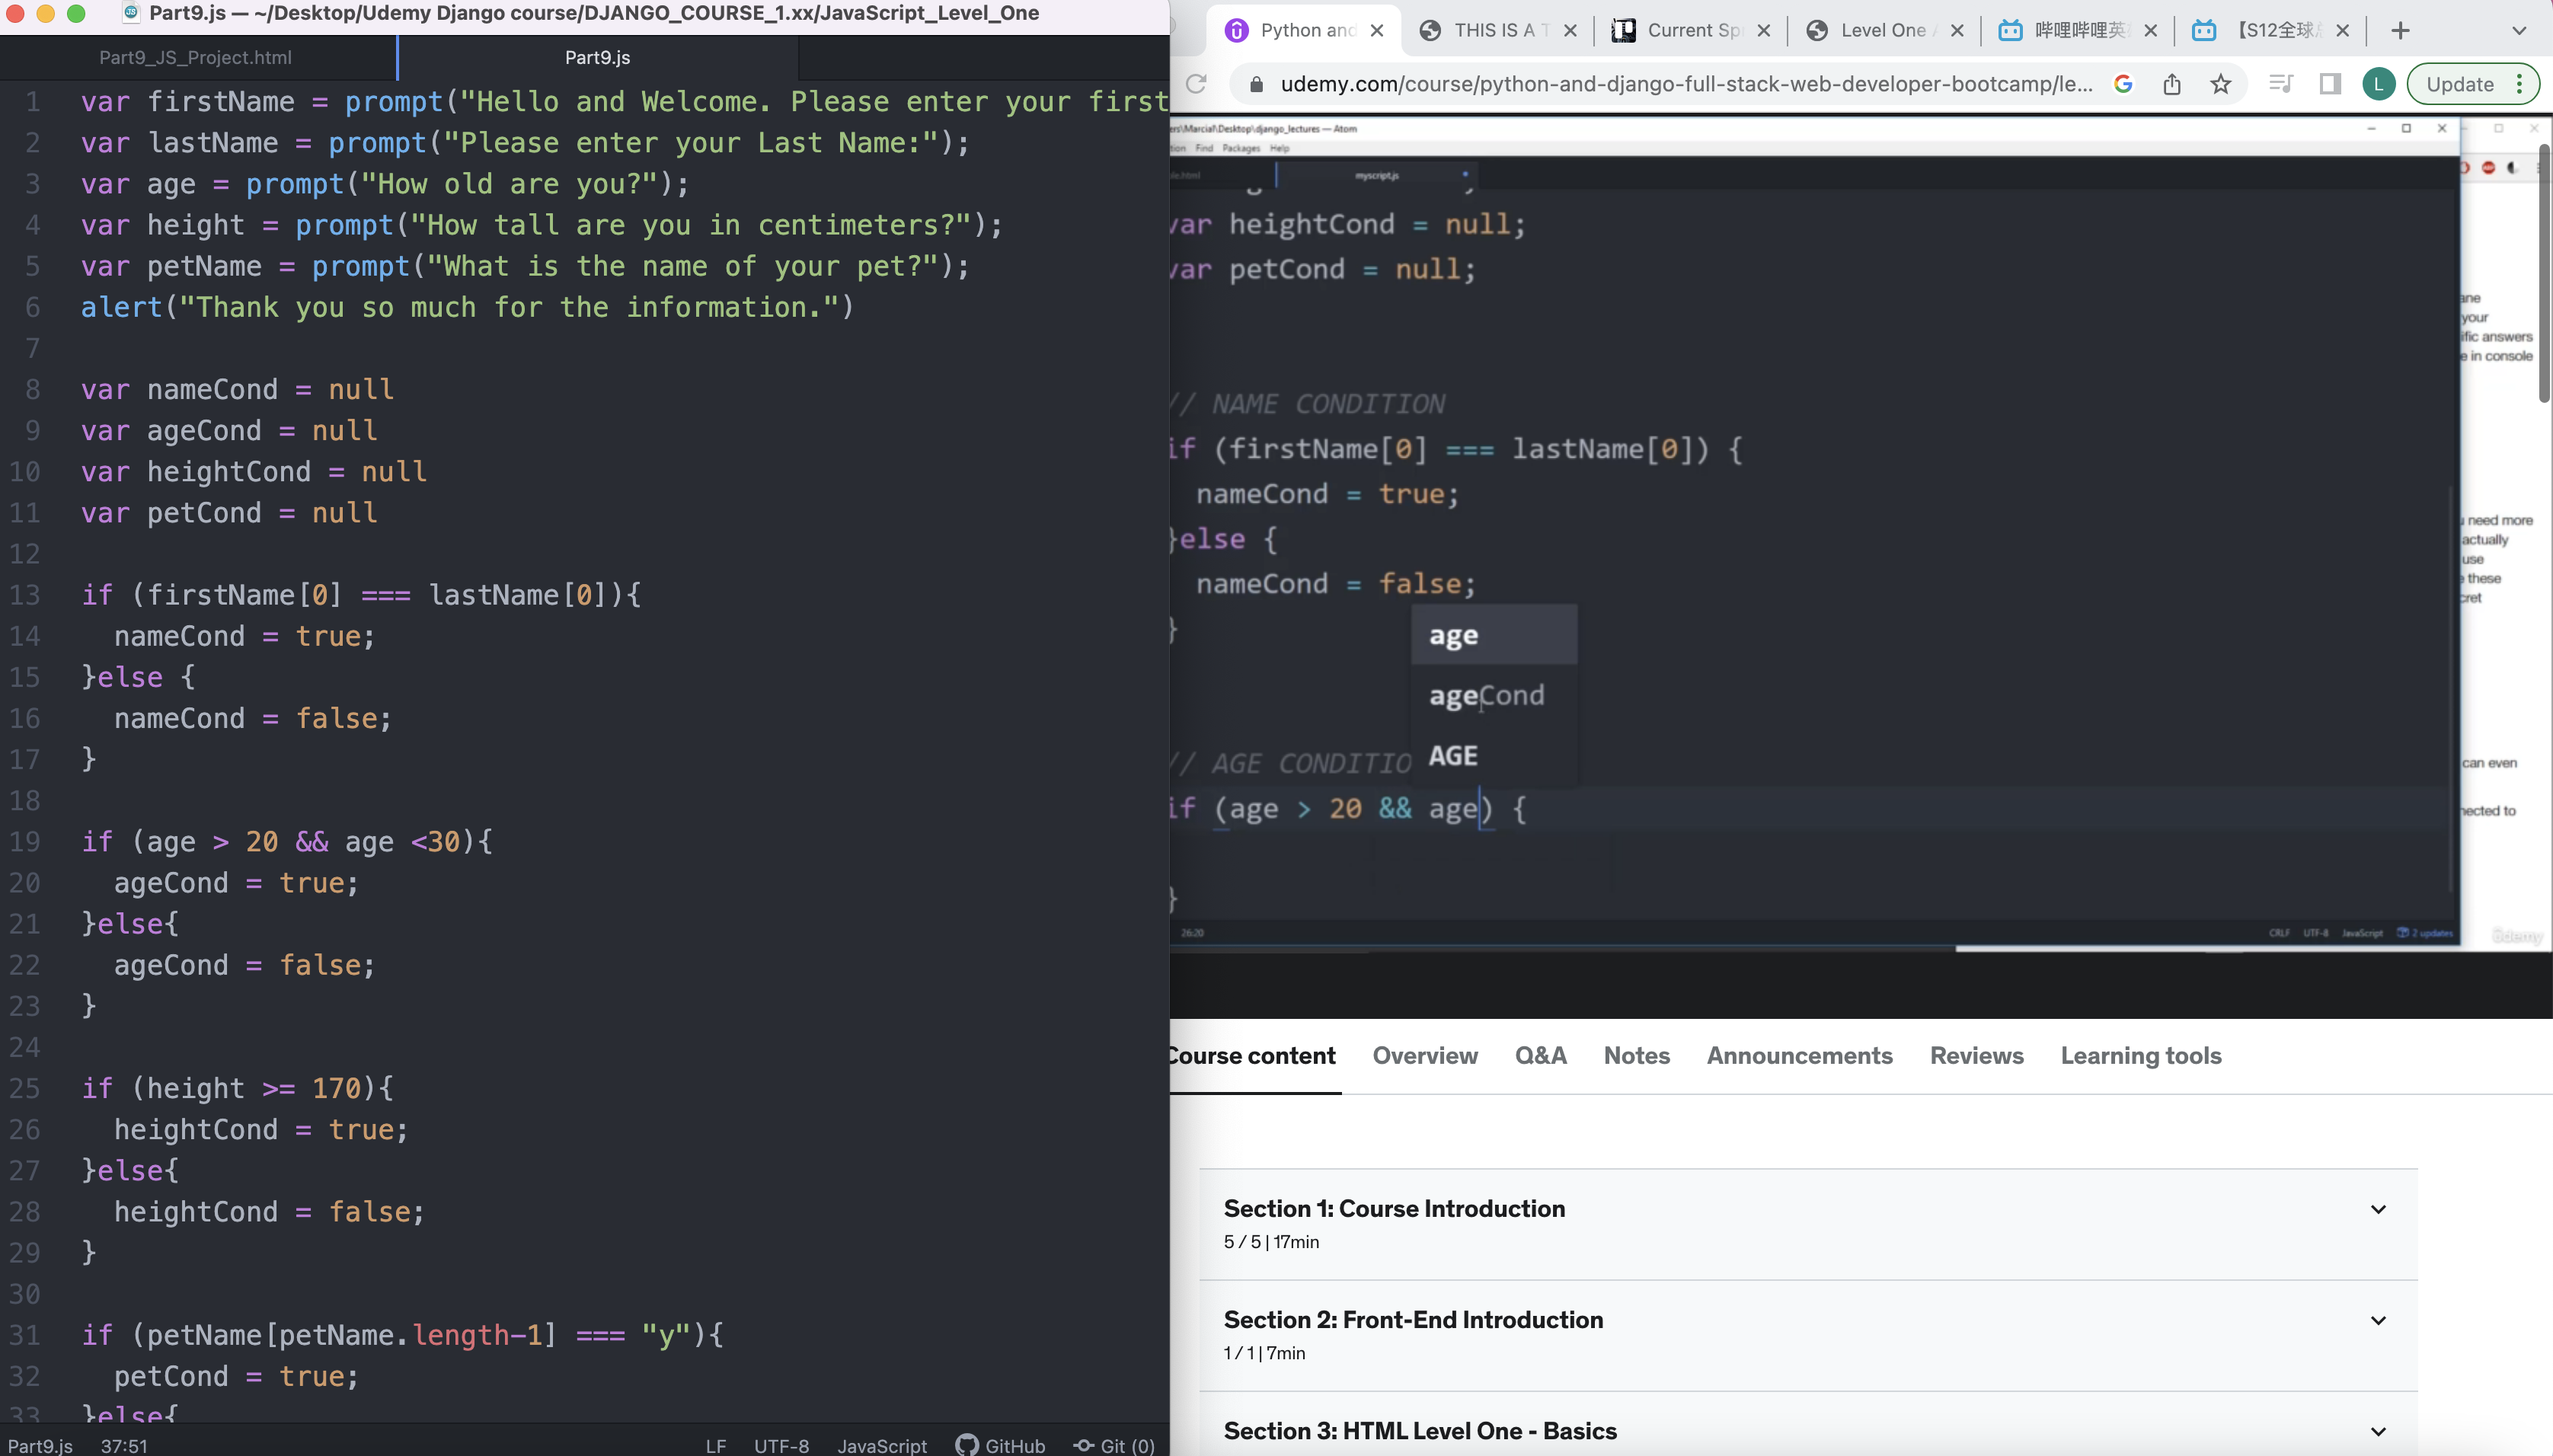 Part9.js — ~/Desktop/Udemy Django course/DJANGO_COURSE_1.xx/JavaScript_Level_One
Part9_JS_Project.html
Part9.js
1 var firstName = prompt("Hello and Welcome. Please enter your first
2 var lastName = prompt("Please enter your Last Name:");
3 var age = prompt("How old are you?");
4 var height = prompt("How tall are you in centimeters?");
5 var petName = prompt("What is the name of your pet?");
6 alert("Thank you so much for the information.")
7
8 var nameCond = null
9 var ageCond = null
10 var heightCond = null
11 var petCond = null
12
13 if (firstName[0] === lastName[0]){
14 nameCond = true;
15 }else {
16 nameCond = false;
17 }
18
19 if (age > 20 && age <30){
20 ageCond = true;
21 }else{
22 ageCond = false;
23 }
24
25 if (height >= 170){
26 heightCond = true;
27 }else{
28 heightCond = false;
29 }
30
31 if (petName[petName.length-1] === "y"){
32 petCond = true;
33 }else{
Part9.js 37:51 LF UTF-8 JavaScript GitHub Git (0)
Python and
THIS IS A T
Current Sp
Level One
哔哩哔哩英
【S12全球
udemy.com/course/python-and-django-full-stack-web-developer-bootcamp/le...
L
Update
ers\Marcial\Desktop\django_lectures — Atom
tion Find Packages Help
myscript.js
var heightCond = null;
var petCond = null;
// NAME CONDITION
if (firstName[0] === lastName[0]) {
nameCond = true;
}else {
nameCond = false;
}
age
ageCond
AGE
// AGE CONDITIO
if (age > 20 && age) {
}
26:20 CRLF UTF-8 JavaScript 2 updates
your
answers
e in console
need more
actually
use
these
can even
to
Udemy
Course content Overview Q&A Notes Announcements Reviews Learning tools
Section 1: Course Introduction
5 / 5 | 17min
Section 2: Front-End Introduction
1 / 1 | 7min
Section 3: HTML Level One - Basics